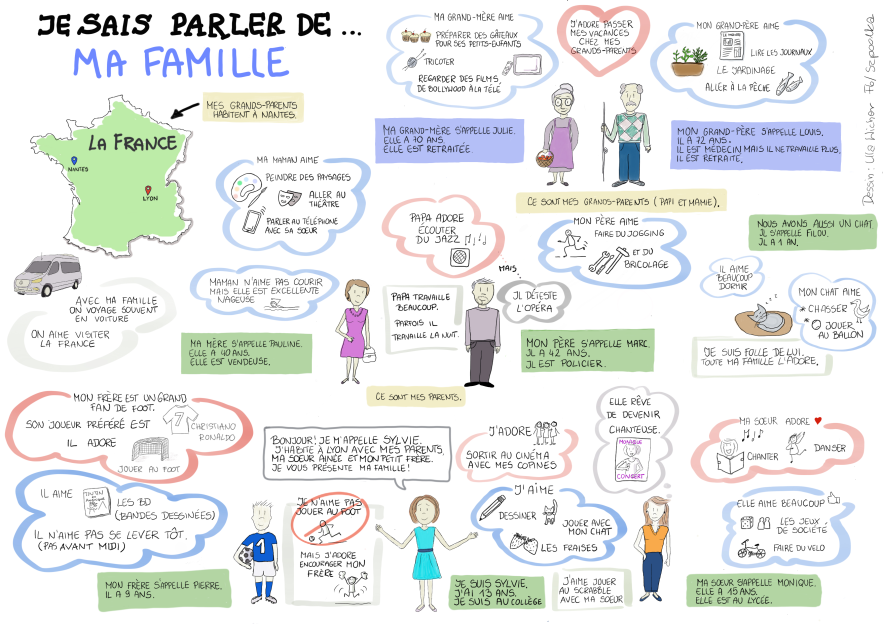 JE SAIS PARLER DE ...
MA FAMILLE
MES GRANDS-PARENTS
HABITENT À NANTES.
LA FRANCE
NANTES
LYON
MA GRAND-MÈRE AIME
PRÉPARER DES GÂTEAUX
POUR SES PETITS-ENFANTS
TRICOTER
REGARDER DES FILMS,
DE BOLLYWOOD À LA TÉLÉ
J'ADORE PASSER
MES VACANCES
CHEZ MES
GRANDS-PARENTS
MON GRAND-PÈRE AIME
LIRE LES JOURNAUX
LE JARDINAGE
ALLER À LA PÊCHE
Dessin: Ula Wichar Fb/Szpoolka
MA GRAND-MÈRE S'APPELLE JULIE.
ELLE A 70 ANS.
ELLE EST RETRAITÉE.
MON GRAND-PÈRE S'APPELLE LOUIS.
IL A 72 ANS.
IL EST MÉDECIN MAIS IL NE TRAVAILLE PLUS,
IL EST RETRAITÉ.
CE SONT MES GRANDS-PARENTS (PAPI ET MAMIE).
MA MAMAN AIME
PEINDRE DES PAYSAGES
ALLER AU
THÉÂTRE
PARLER AU TÉLÉPHONE
AVEC SA SOEUR
PAPA ADORE
ÉCOUTER
DU JAZZ
MAIS...
MON PÈRE AIME
FAIRE DU JOGGING
ET DU
BRICOLAGE
NOUS AVONS AUSSI UN CHAT.
IL S'APPELLE FILOU.
IL A 1 AN.
AVEC MA FAMILLE
ON VOYAGE SOUVENT
EN VOITURE
ON AIME VISITER
LA FRANCE
MAMAN N'AIME PAS COURIR
MAIS ELLE EST EXCELLENTE
NAGEUSE
PAPA TRAVAILLE
BEAUCOUP.
PARFOIS IL
TRAVAILLE LA NUIT.
IL DÉTESTE
L'OPÉRA
IL AIME
BEAUCOUP
DORMIR
MON CHAT AIME
* CHASSER
* JOUER
AU BALLON
MA MÈRE S'APPELLE PAULINE.
ELLE A 40 ANS.
ELLE EST VENDEUSE.
MON PÈRE S'APPELLE MARC.
IL A 42 ANS.
IL EST POLICIER.
JE SUIS FOLLE DE LUI.
TOUTE MA FAMILLE L'ADORE.
CE SONT MES PARENTS.
MON FRÈRE EST UN GRAND
FAN DE FOOT.
SON JOUEUR PRÉFÉRÉ EST
7
CHRISTIANO
RONALDO
IL ADORE
JOUER AU FOOT
BONJOUR! JE M'APPELLE SYLVIE.
J'HABITE À LYON AVEC MES PARENTS,
MA SOEUR AINÉE ET MON PETIT FRÈRE.
JE VOUS PRÉSENTE MA FAMILLE!
J'ADORE
SORTIR AU CINÉMA
AVEC MES COPINES
ELLE RÊVE
DE DEVENIR
CHANTEUSE.
MONIQUE
CONCERT
MA SOEUR ADORE
CHANTER
DANSER
IL AIME
TINTIN
LES BD
(BANDES DESSINÉES)
IL N'AIME PAS SE LEVER TÔT.
(PAS AVANT MIDI)
1
JE N'AIME PAS
JOUER AU FOOT
MAIS J'ADORE
ENCOURAGER MON
FRÈRE
J'AIME
DESSINER
JOUER AVEC
MON CHAT
LES FRAISES
ELLE AIME BEAUCOUP
LES JEUX
DE SOCIÉTÉ
FAIRE DU VELO
MON FRÈRE S'APPELLE PIERRE.
IL A 9 ANS.
JE SUIS SYLVIE,
J'AI 13 ANS,
JE SUIS AU COLLÈGE
J'AIME JOUER
AU SCRABBLE
AVEC MA SOEUR
MA SOEUR S'APPELLE MONIQUE.
ELLE A 15 ANS.
ELLE EST AU LYCÉE.